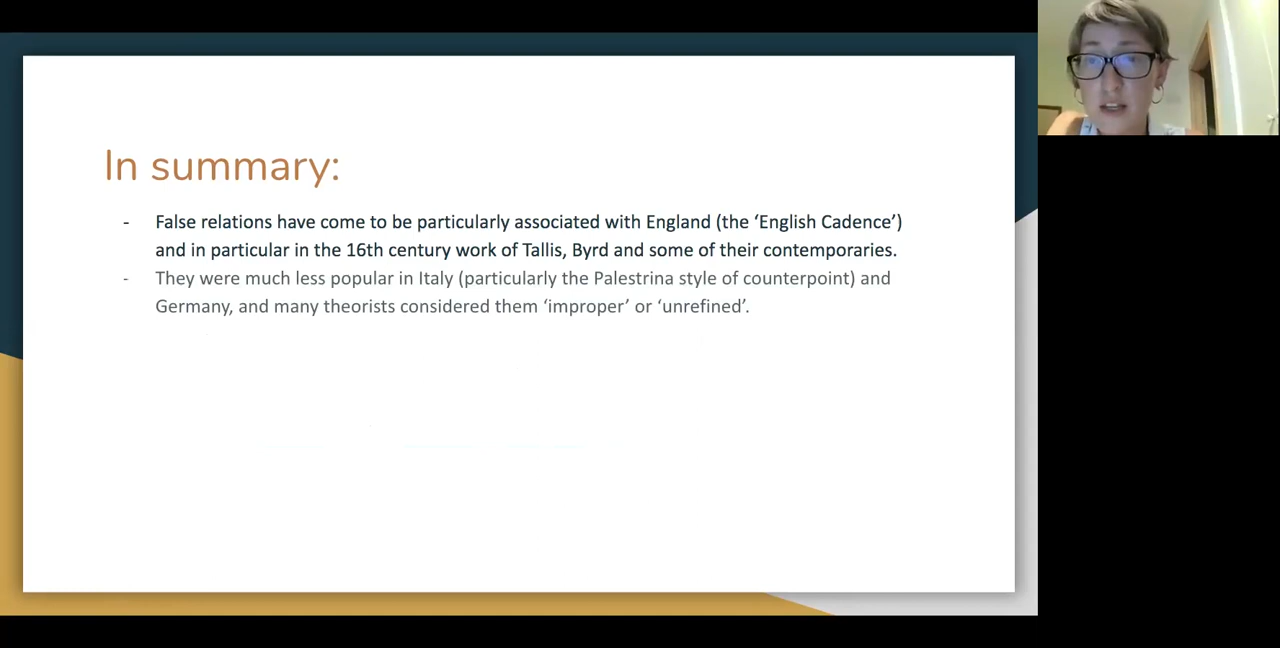 In summary:
- False relations have come to be particularly associated with England (the ‘English Cadence’)
and in particular in the 16th century work of Tallis, Byrd and some of their contemporaries.
- They were much less popular in Italy (particularly the Palestrina style of counterpoint) and
Germany, and many theorists considered them ‘improper’ or ‘unrefined’.